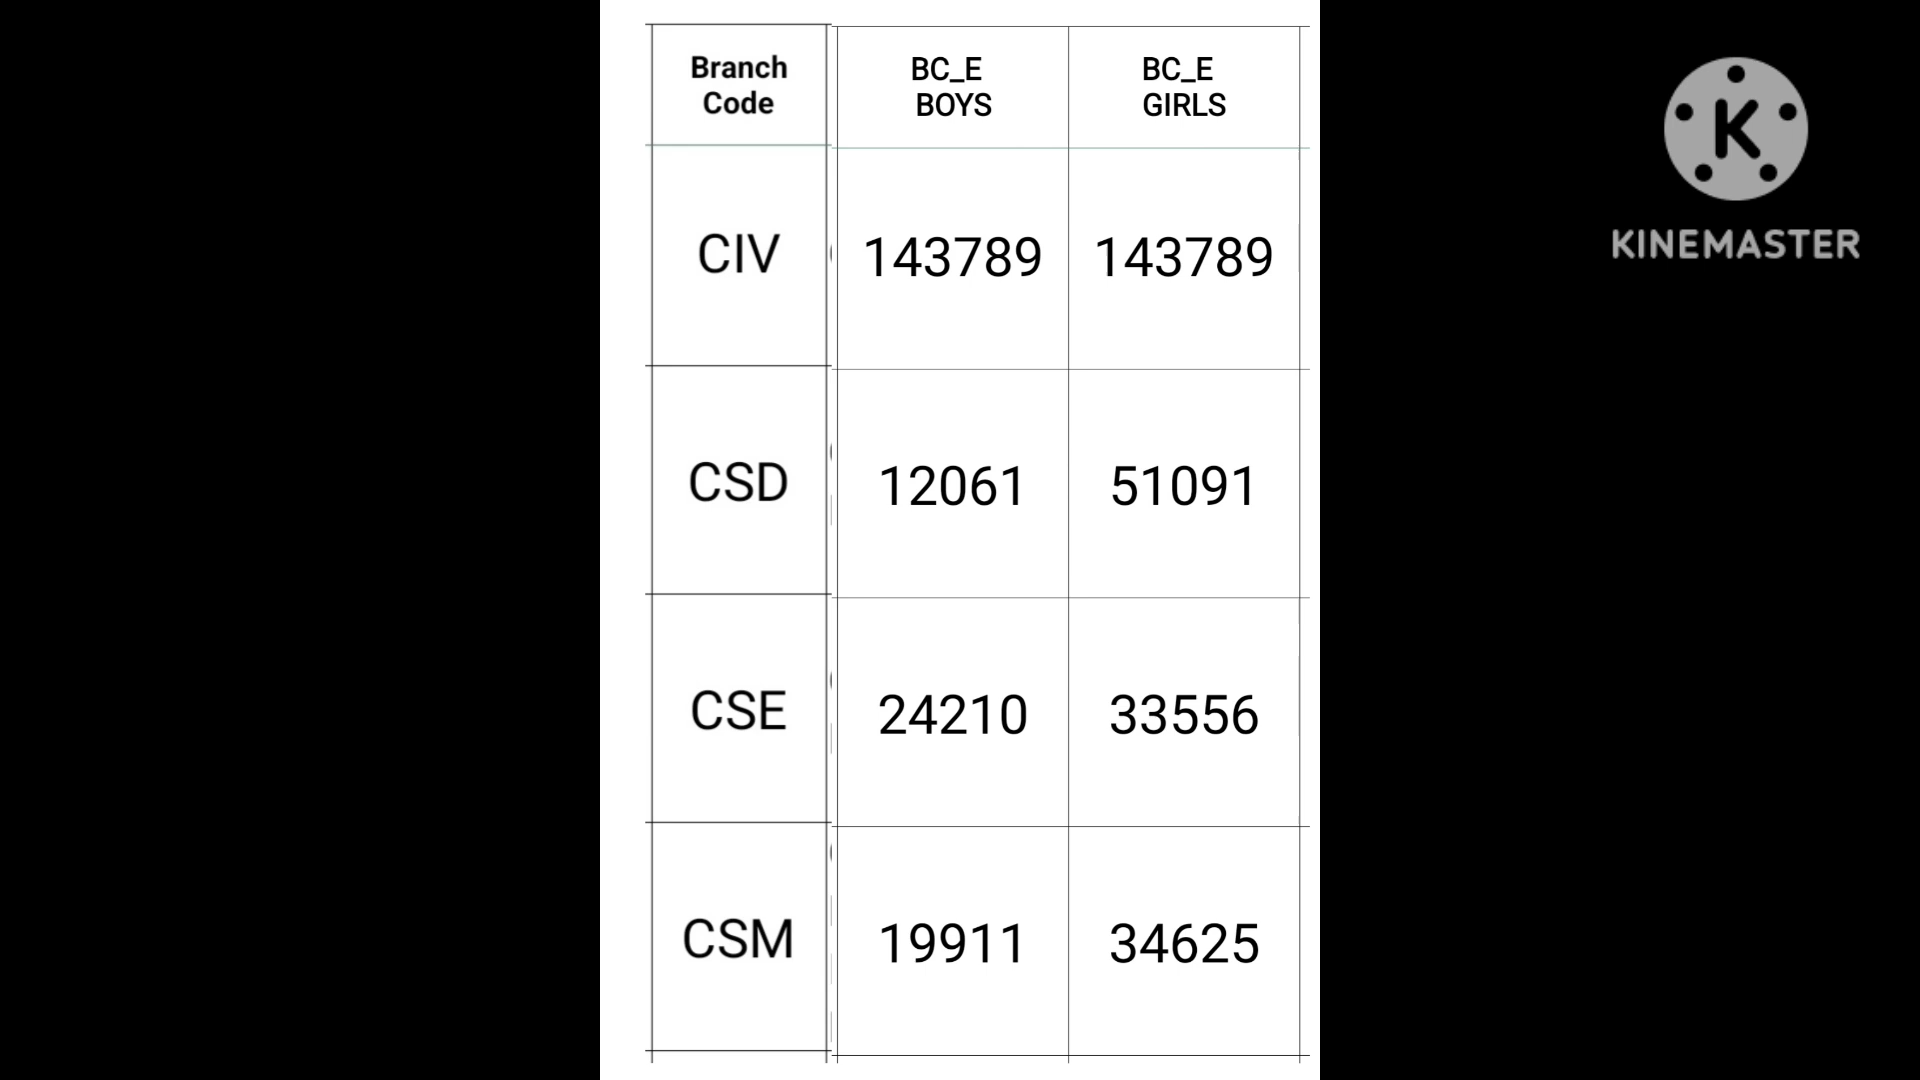 Branch
Code
BC_E
BOYS
BC_E
GIRLS
CIV 143789 143789
CSD 12061 51091
CSE 24210 33556
CSM 19911 34625
K
KINEMASTER